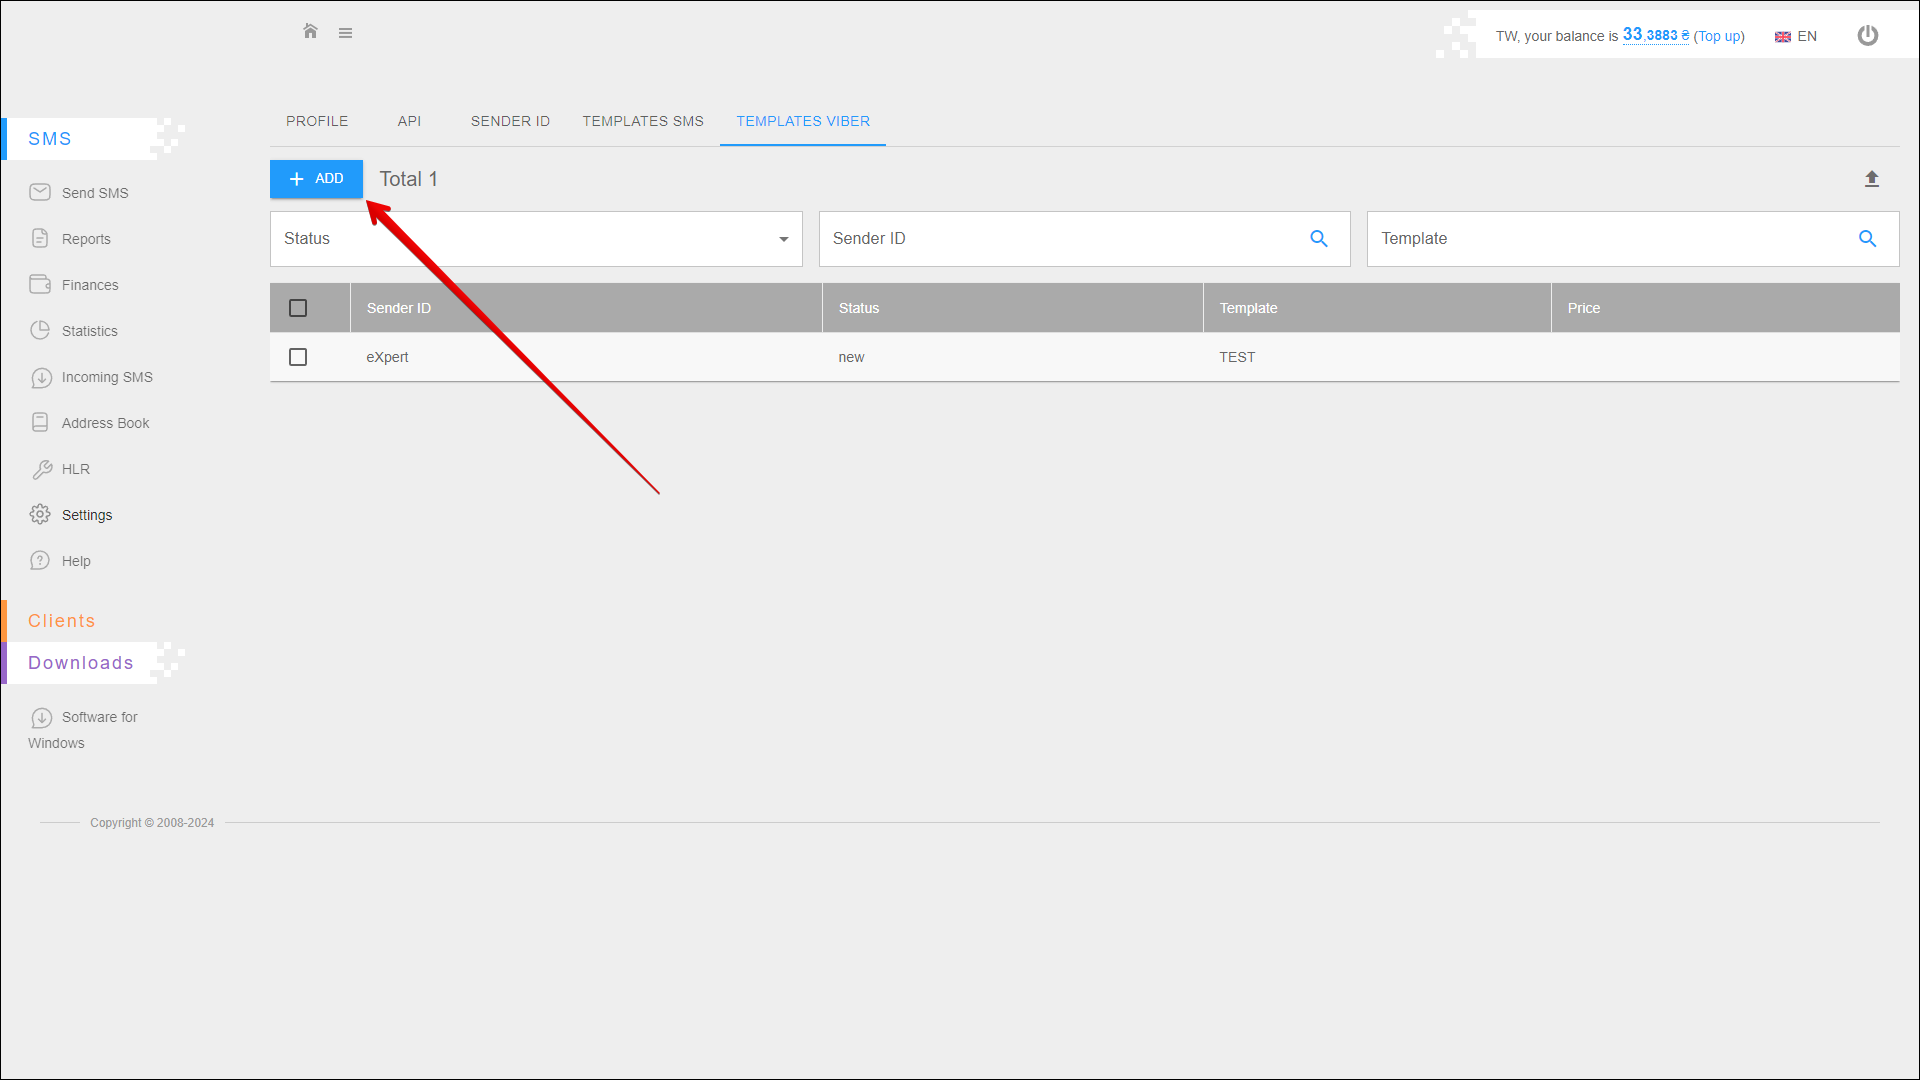 TW, your balance is 33,3883 ₴ (Top up) EN
PROFILE API SENDER ID TEMPLATES SMS TEMPLATES VIBER
SMS
Send SMS
Reports
Finances
Statistics
Incoming SMS
Address Book
HLR
Settings
Help
Clients
Downloads
Software for
Windows
ADD Total 1
Status Sender ID Template
Sender ID Status Template Price
eXpert new TEST
Copyright © 2008-2024